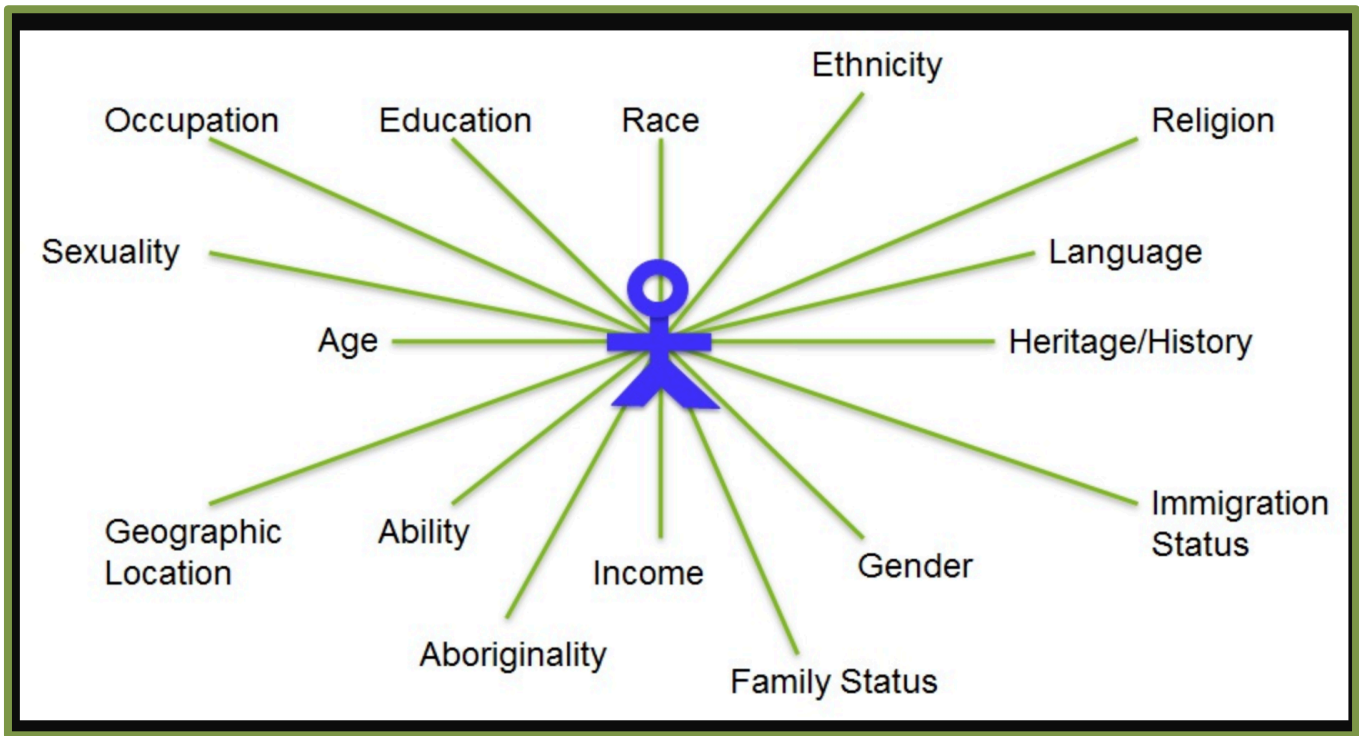 Ethnicity
Occupation
Education
Race
Religion
Sexuality
Language
Age
Heritage/History
Geographic
Location
Ability
Income
Gender
Immigration
Status
Aboriginality
Family Status